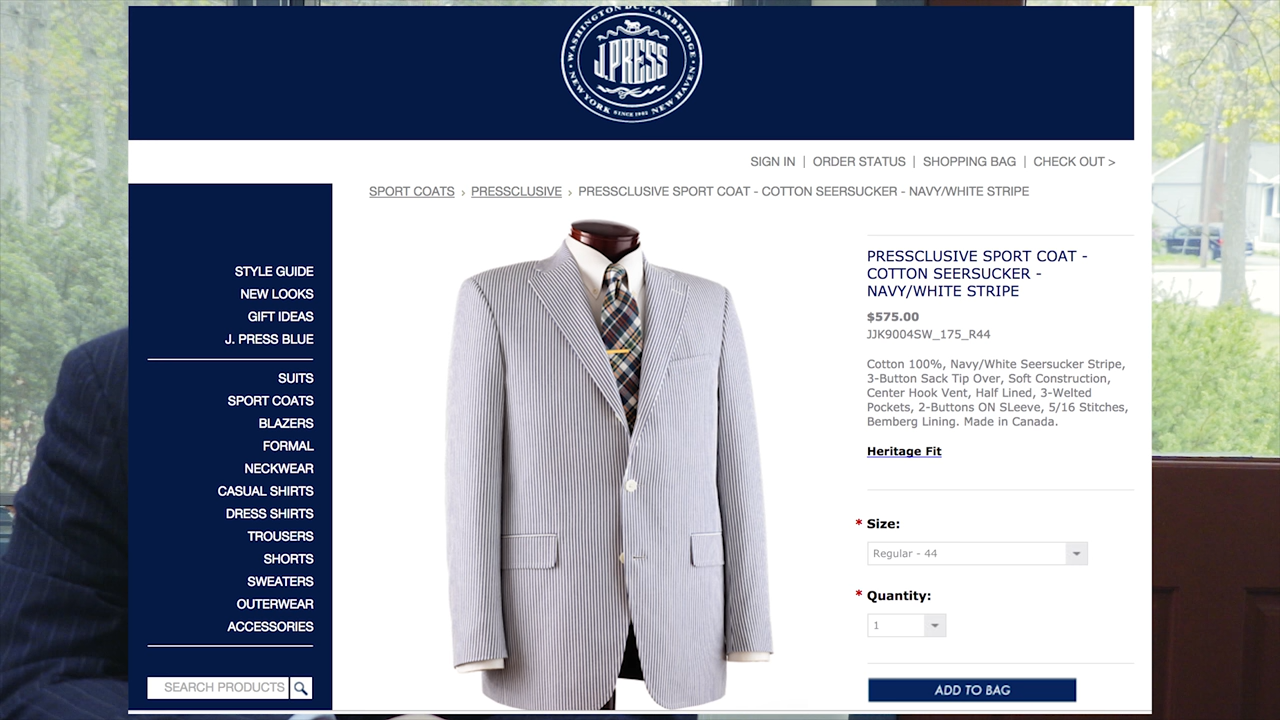 WASHINGTON DC • CAMBRIDGE
J.PRESS
SINCE 1902
NEW YORK • NEW HAVEN
SIGN IN | ORDER STATUS | SHOPPING BAG | CHECK OUT >
SPORT COATS › PRESSCLUSIVE › PRESSCLUSIVE SPORT COAT - COTTON SEERSUCKER - NAVY/WHITE STRIPE
STYLE GUIDE
NEW LOOKS
GIFT IDEAS
J. PRESS BLUE
SUITS
SPORT COATS
BLAZERS
FORMAL
NECKWEAR
CASUAL SHIRTS
DRESS SHIRTS
TROUSERS
SHORTS
SWEATERS
OUTERWEAR
ACCESSORIES
SEARCH PRODUCTS
PRESSCLUSIVE SPORT COAT -
COTTON SEERSUCKER -
NAVY/WHITE STRIPE
$575.00
JJK9004SW_175_R44
Cotton 100%, Navy/White Seersucker Stripe,
3-Button Sack Tip Over, Soft Construction,
Center Hook Vent, Half Lined, 3-Welted
Pockets, 2-Buttons ON SLeeve, 5/16 Stitches,
Bemberg Lining. Made in Canada.
Heritage Fit
* Size:
Regular - 44
* Quantity:
1
ADD TO BAG